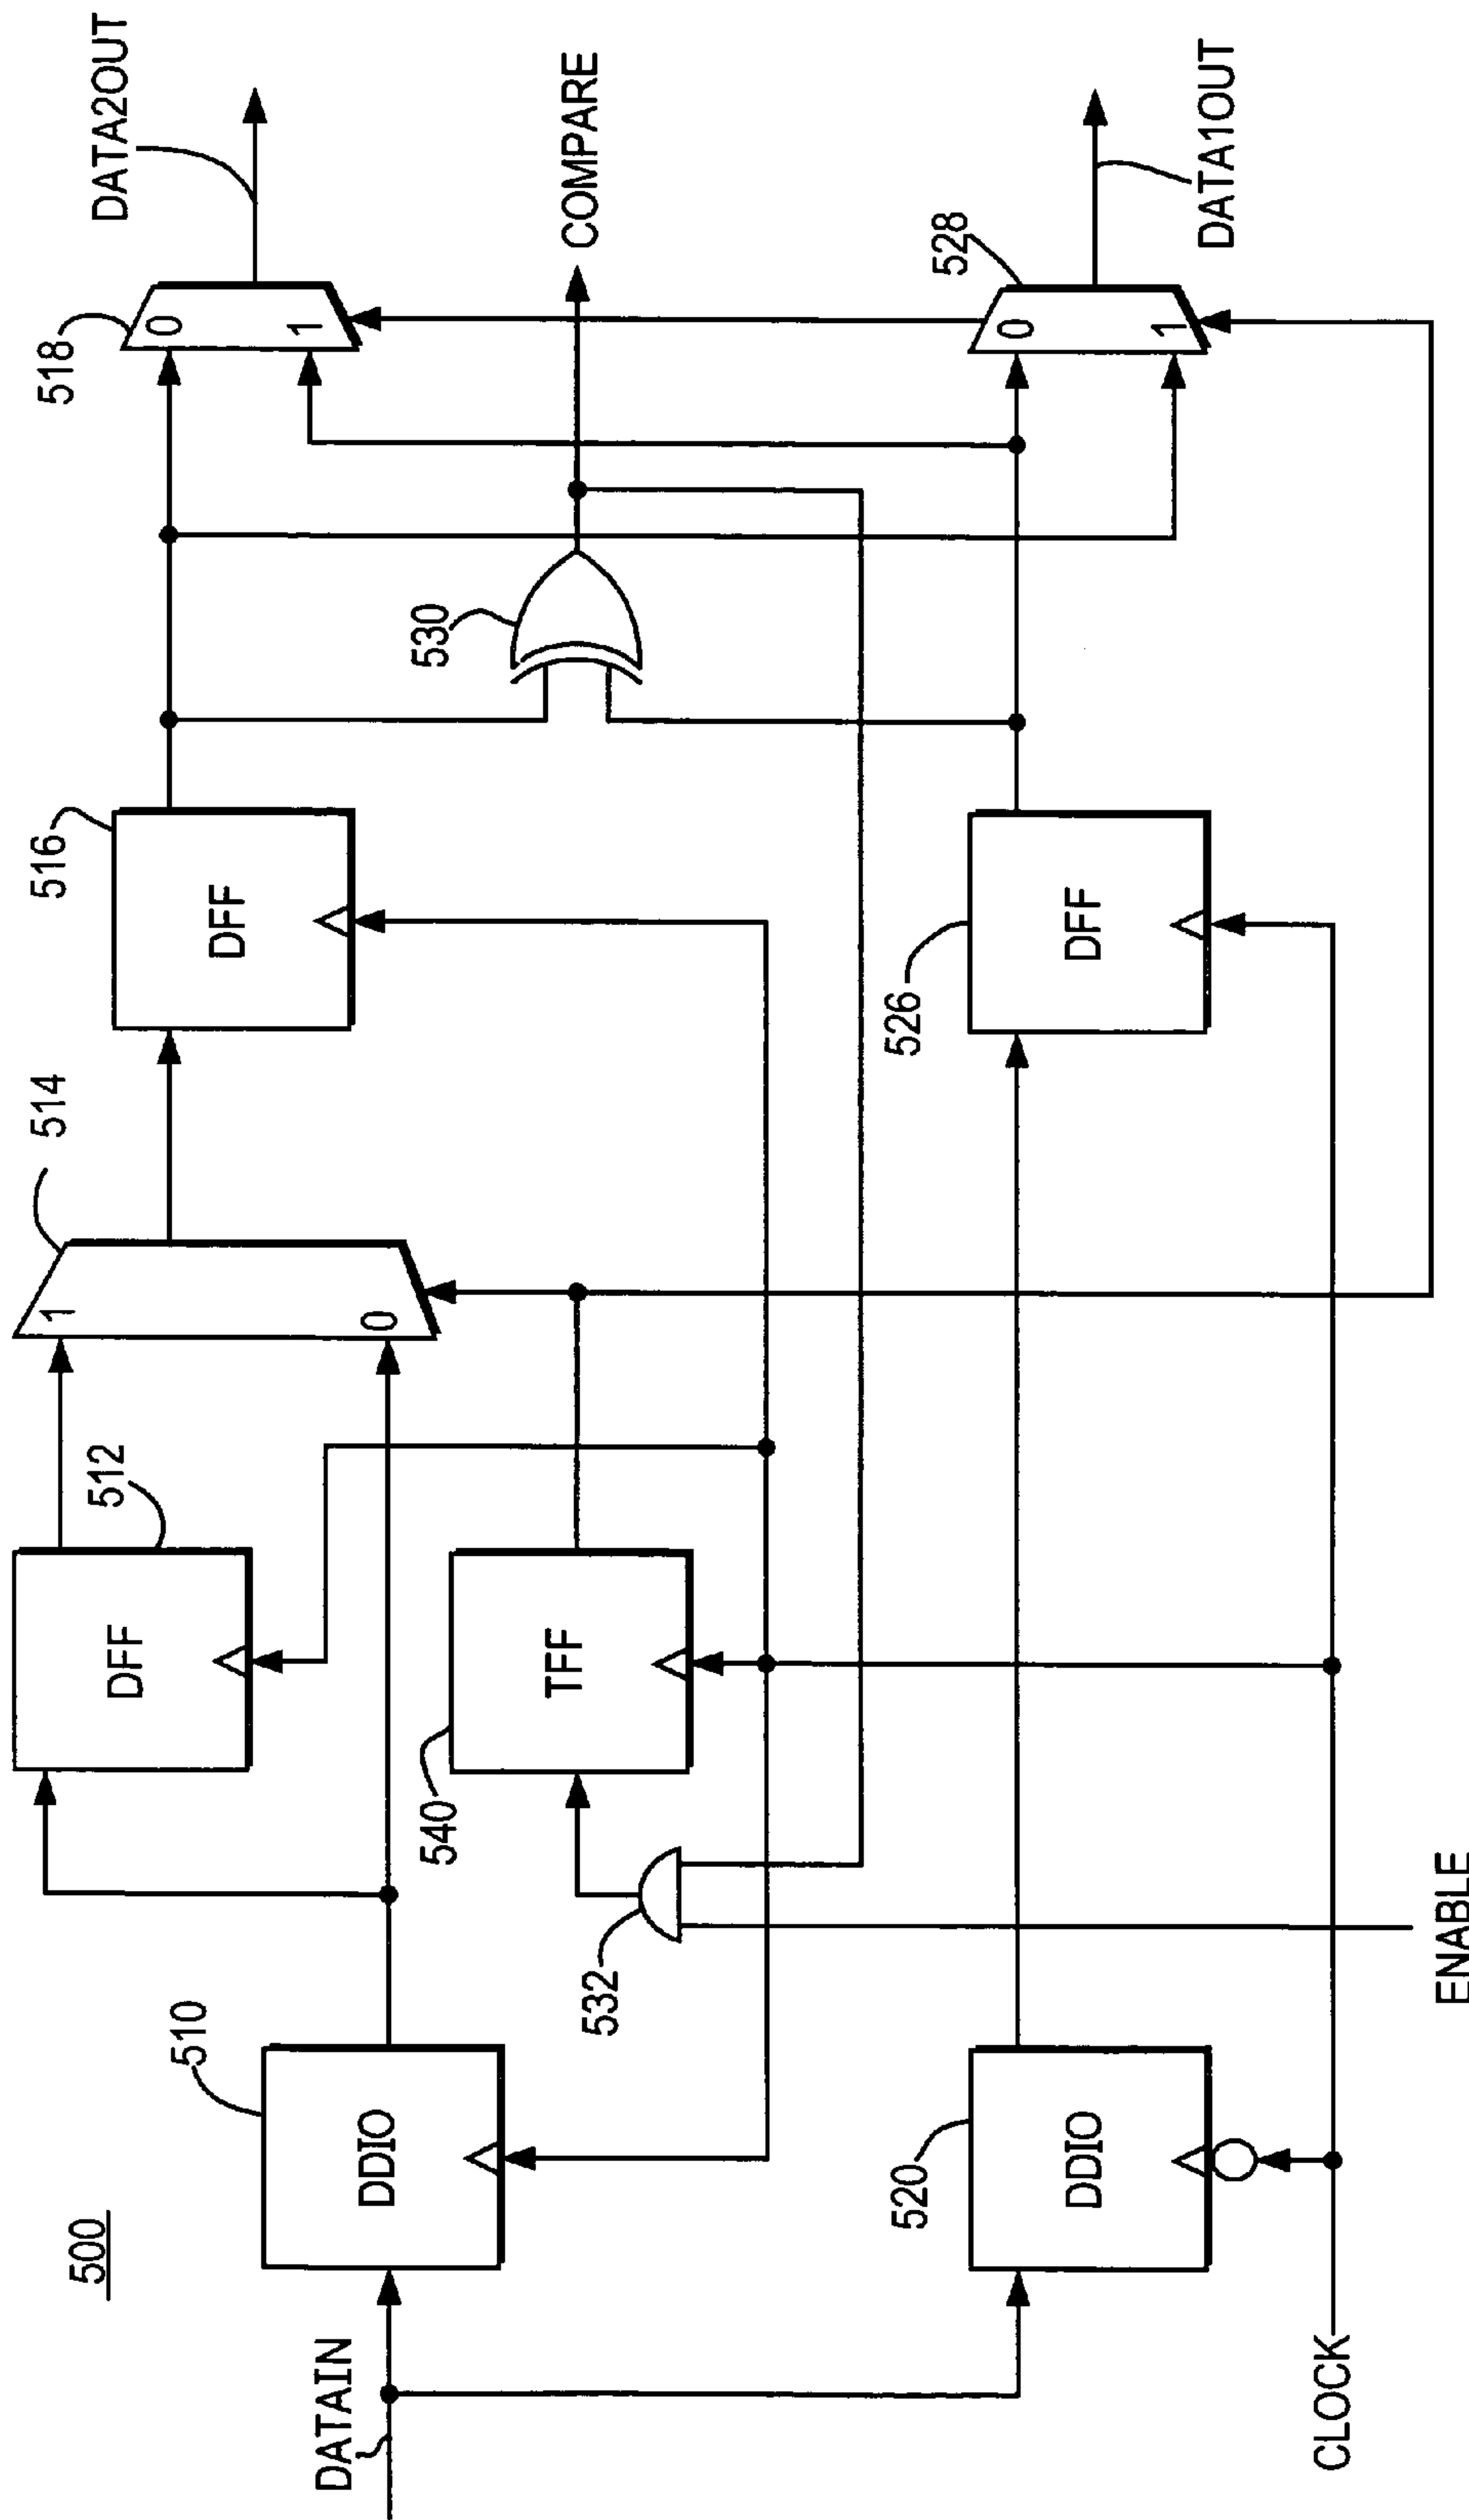 500
DATAIN
510
DDIO
DFF
512
1
0
514
516
DFF
518
0
1
DATA2OUT
532
540
TFF
530
COMPARE
520
DDIO
526
DFF
528
0
1
DATA1OUT
CLOCK
ENABLE